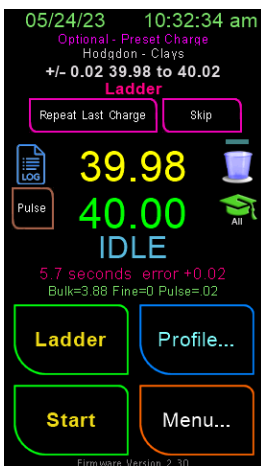 05/24/23 10:32:34 am
Optional - Preset Charge
Hodgdon - Clays
+/- 0.02 39.98 to 40.02
Ladder
Repeat Last Charge Skip
LOG 39.98
Pulse 40.00 All
IDLE
5.7 seconds error +0.02
Bulk=3.88 Fine=0 Pulse=.02
Ladder Profile...
Start Menu...
Firmware Version 2.30